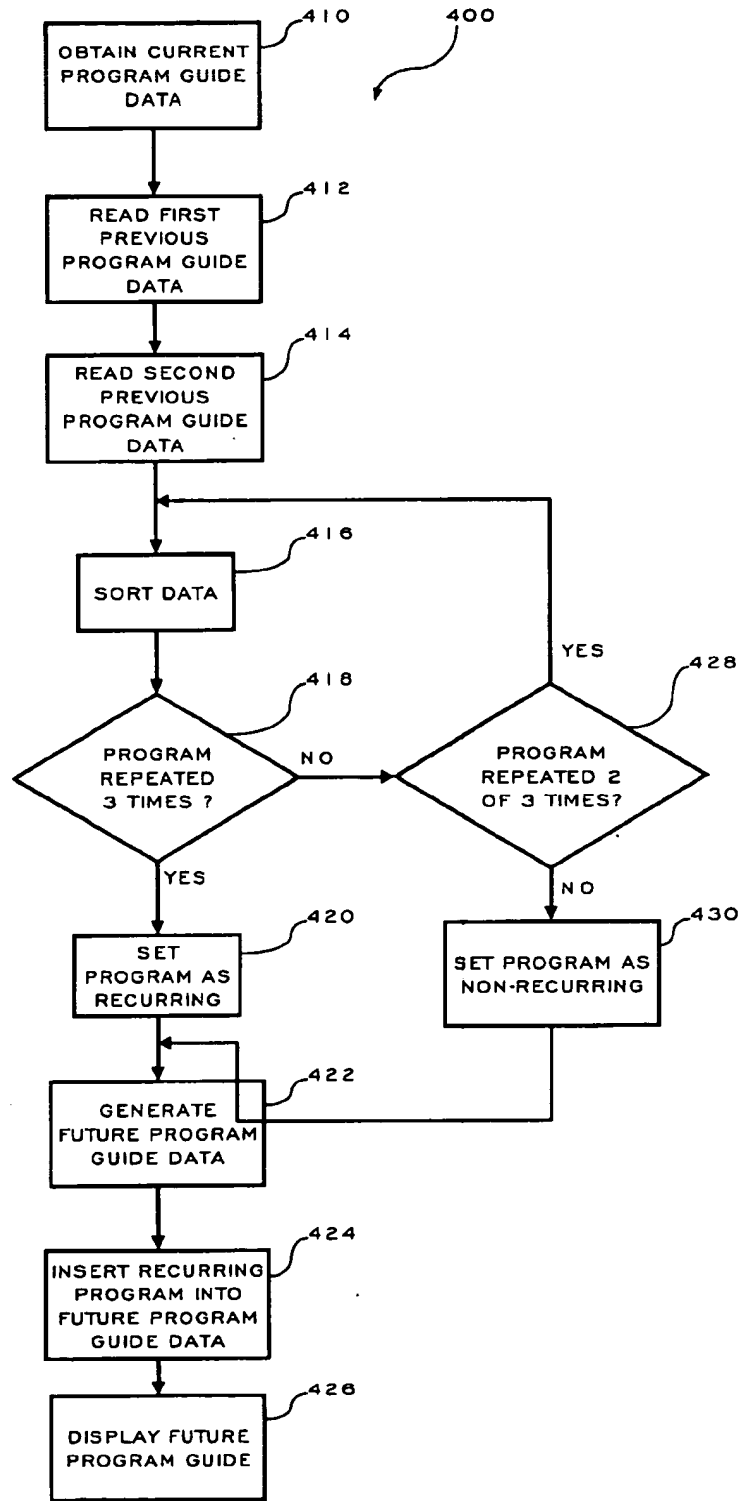 410
400
OBTAIN CURRENT
PROGRAM GUIDE
DATA
412
READ FIRST
PREVIOUS
PROGRAM GUIDE
DATA
414
READ SECOND
PREVIOUS
PROGRAM GUIDE
DATA
416
SORT DATA
YES
428
418
PROGRAM
REPEATED
3 TIMES ?
NO
PROGRAM
REPEATED 2
OF 3 TIMES?
YES
NO
420
430
SET
PROGRAM AS
RECURRING
SET PROGRAM AS
NON-RECURRING
422
GENERATE
FUTURE PROGRAM
GUIDE DATA
424
INSERT RECURRING
PROGRAM INTO
FUTURE PROGRAM
GUIDE DATA
426
DISPLAY FUTURE
PROGRAM GUIDE